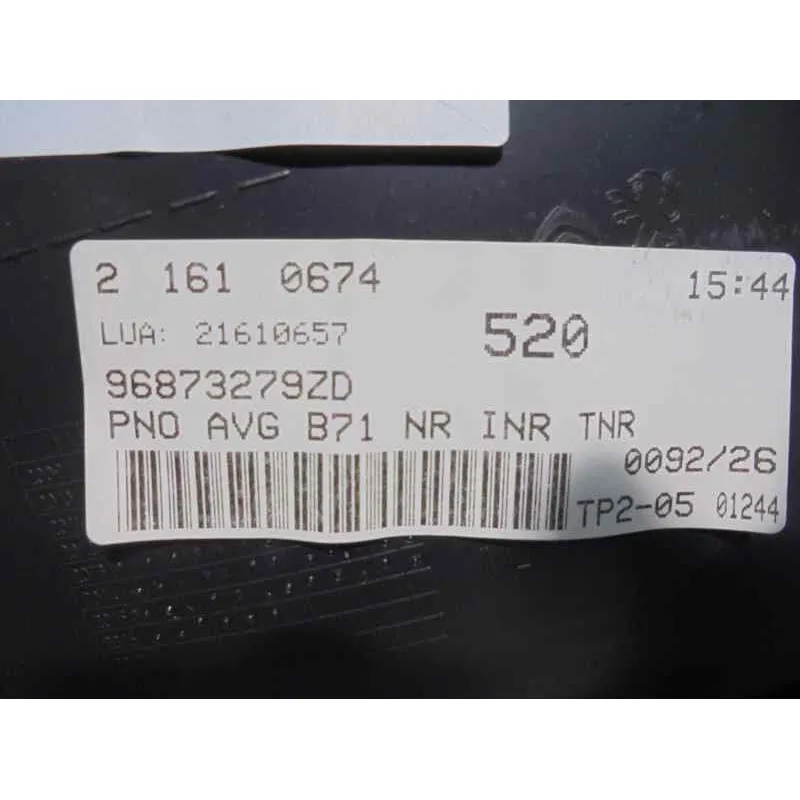 2 161 0674 15:44
LUA: 21610657 520
96873279ZD
PNO AVG B71 NR INR TNR
0092/26
TP2-05 01244